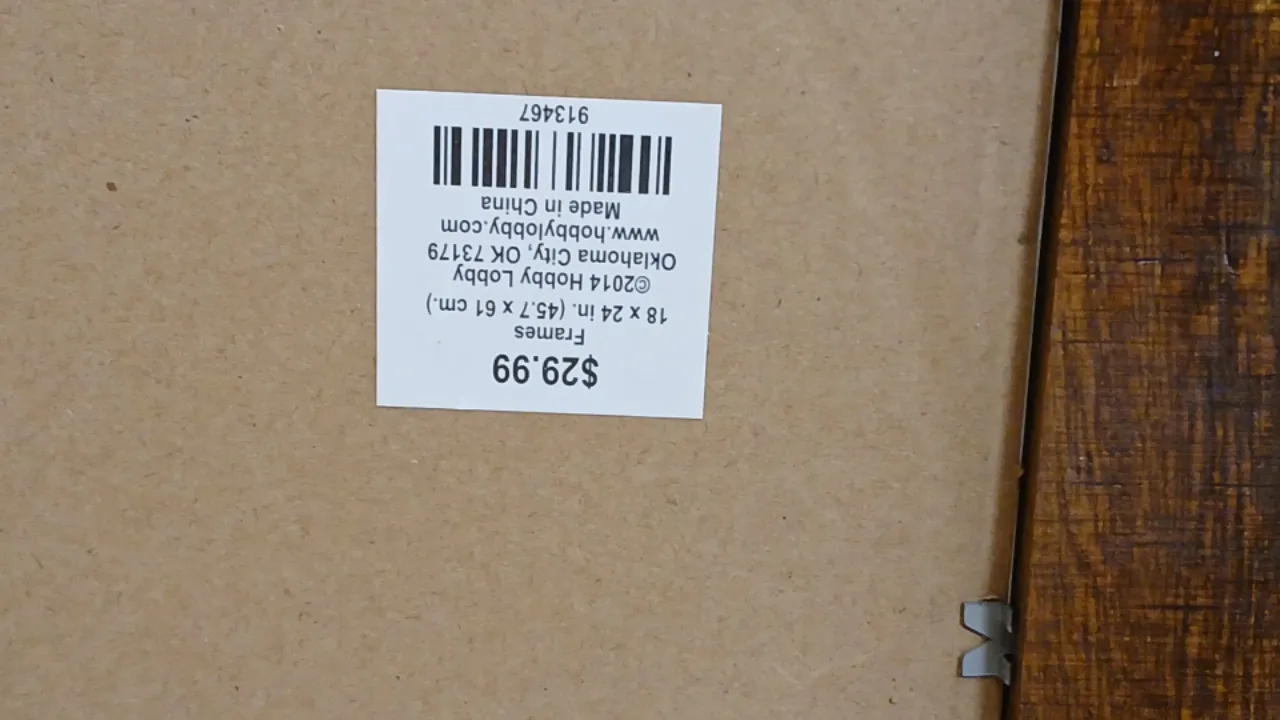 $29.99
Frames
18 x 24 in. (45.7 x 61 cm.)
©2014 Hobby Lobby
Oklahoma City, OK 73179
www.hobbylobby.com
Made in China
913467